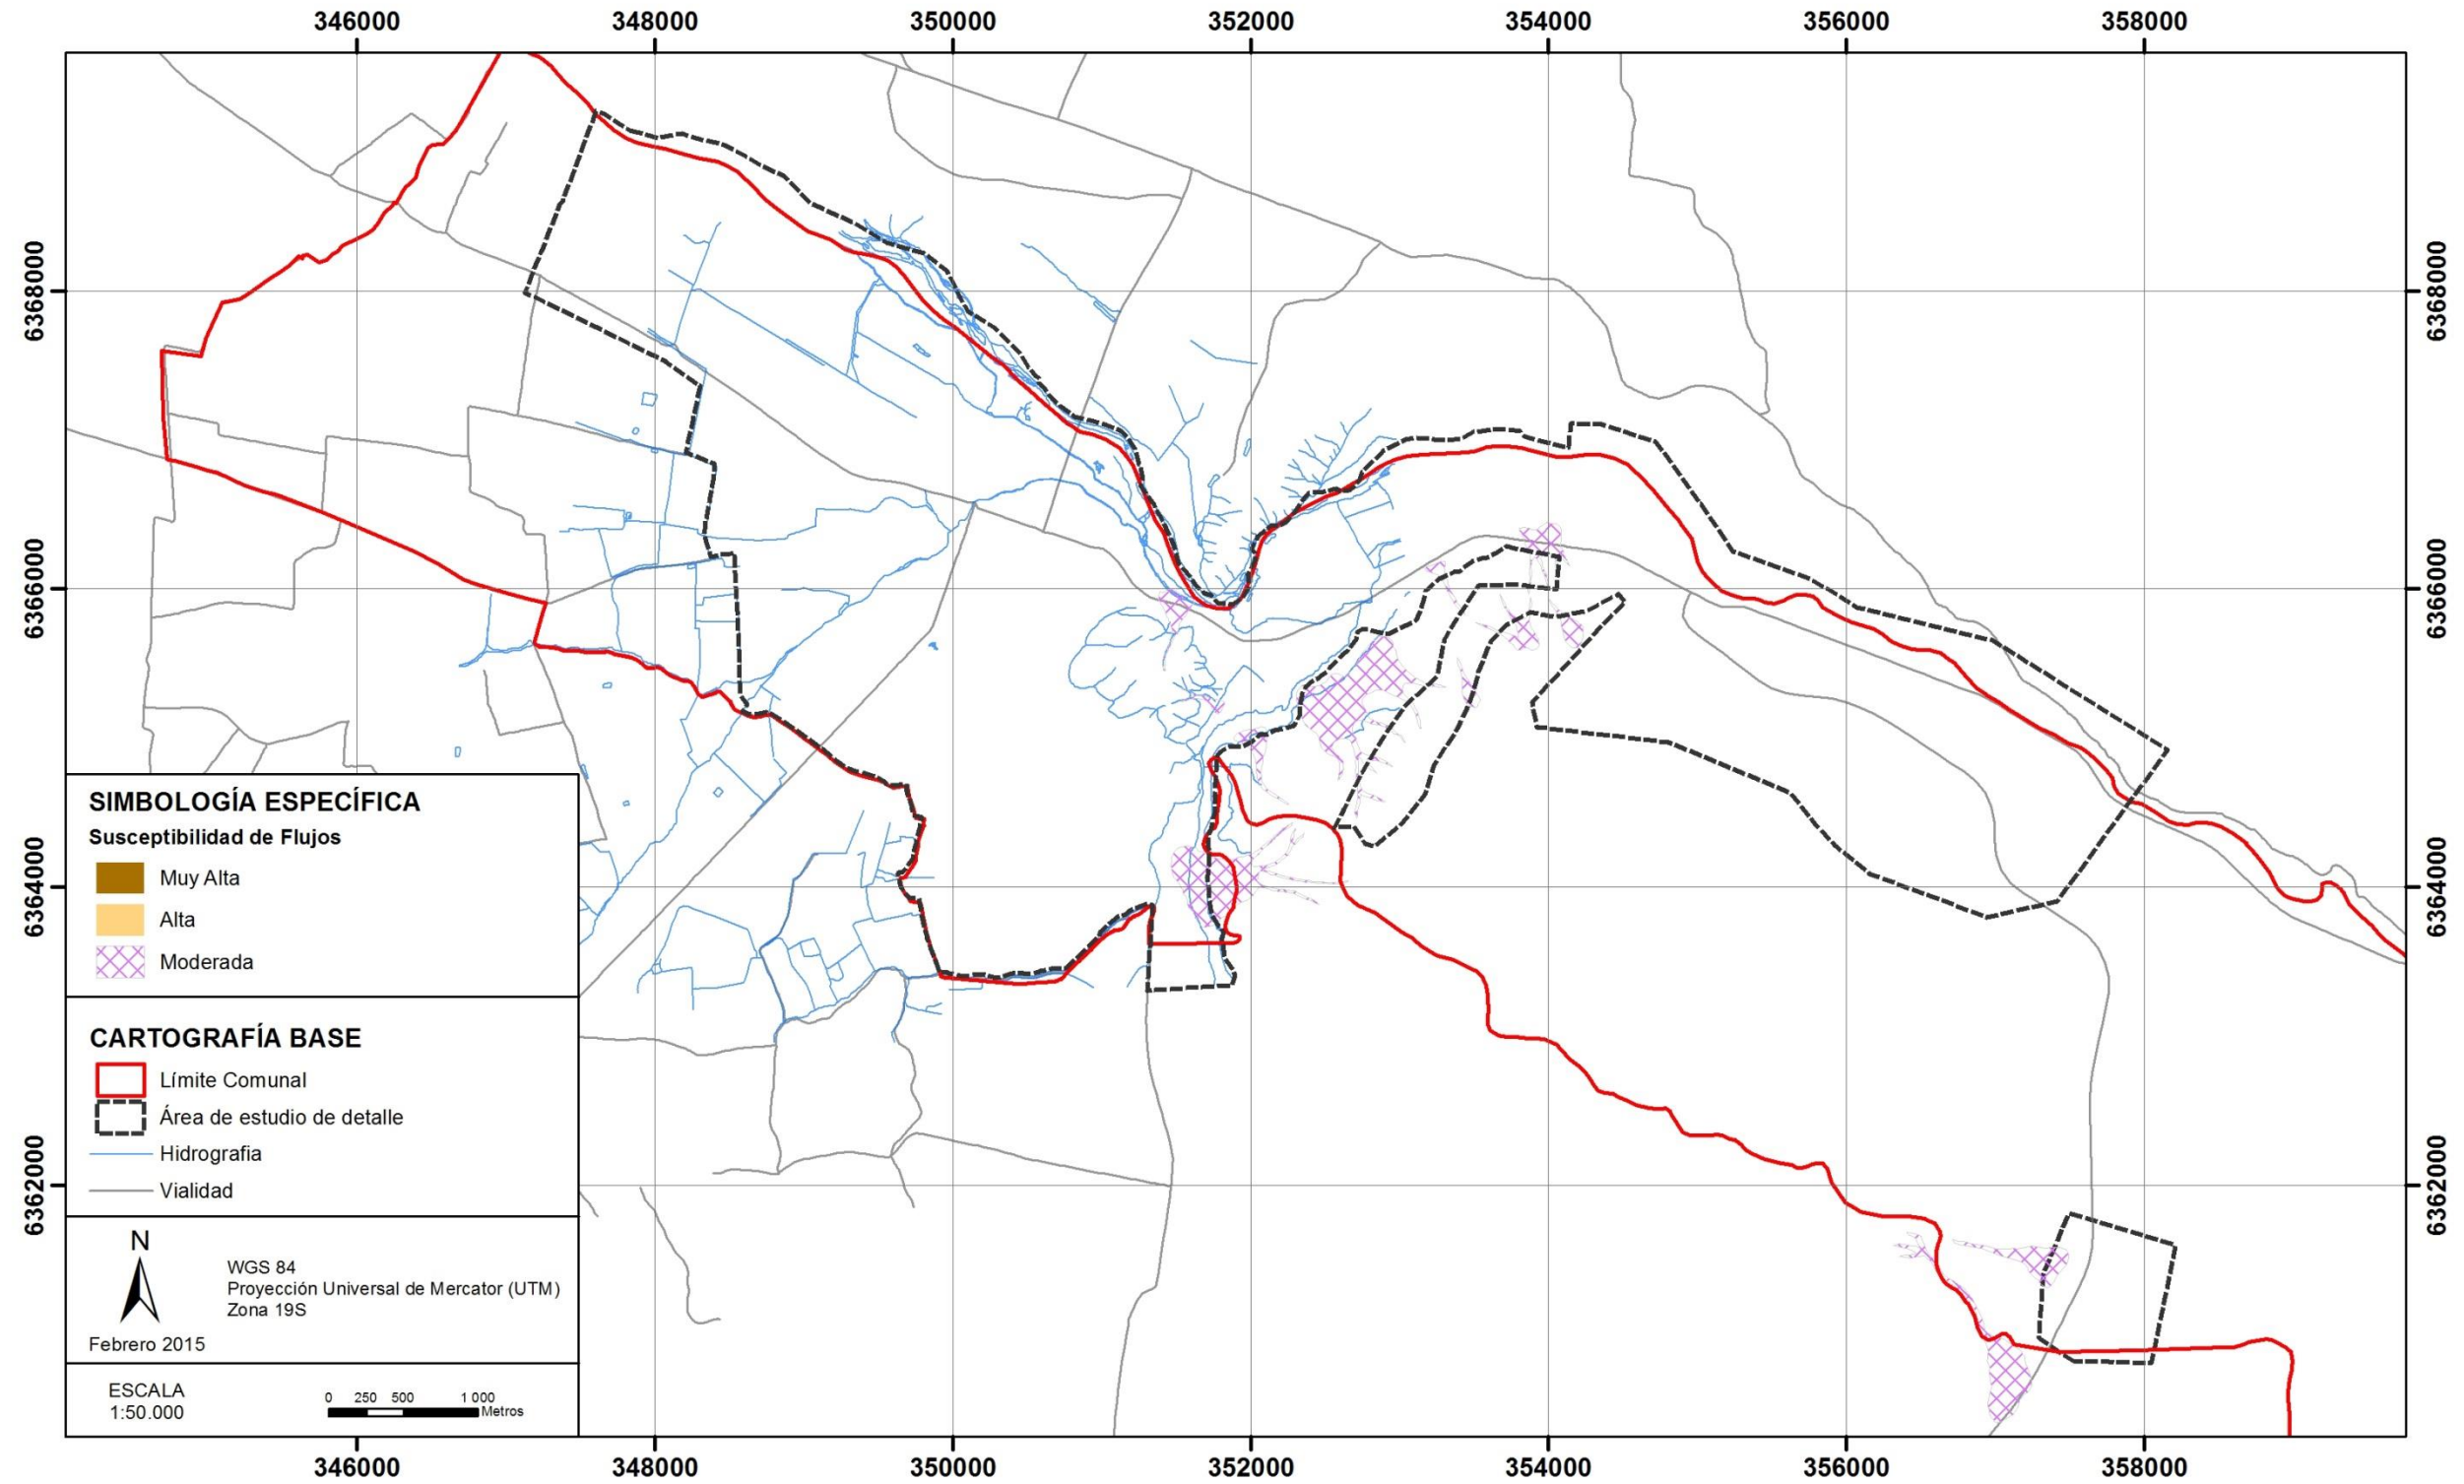 346000 348000 350000 352000 354000 356000 358000
6368000 6368000
6366000 6366000
6364000 6364000
6362000 6362000
SIMBOLOGÍA ESPECÍFICA
Susceptibilidad de Flujos
Muy Alta
Alta
Moderada
CARTOGRAFÍA BASE
Límite Comunal
Área de estudio de detalle
Hidrografia
Vialidad
N
WGS 84
Proyección Universal de Mercator (UTM)
Zona 19S
Febrero 2015
ESCALA
1:50.000
0 250 500 1 000
Metros
346000 348000 350000 352000 354000 356000 358000